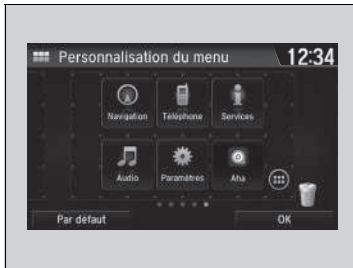 Personnalisation du menu 12:34
Navigation Téléphone Services
Audio Paramètres Aha
Par défaut OK